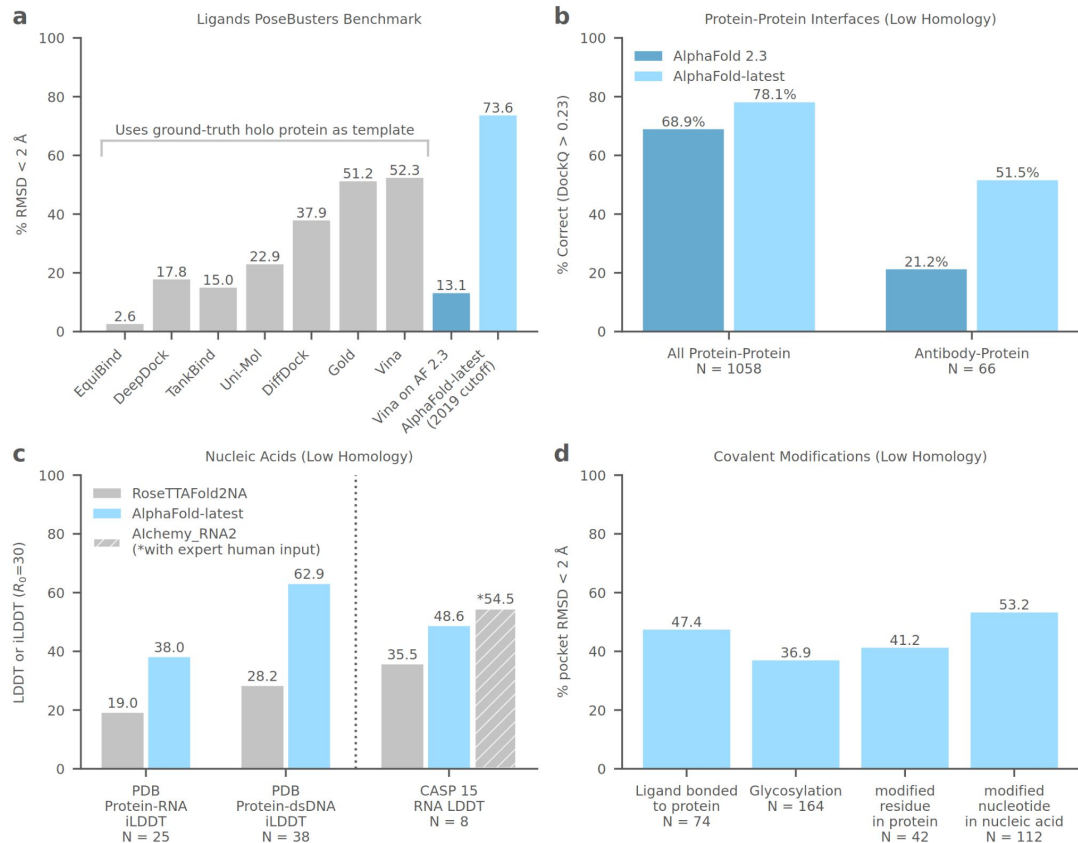 a
Ligands PoseBusters Benchmark
% RMSD < 2 Å
100
80
60
40
20
0
Uses ground-truth holo protein as template
2.6
17.8
15.0
22.9
37.9
51.2
52.3
13.1
73.6
EquiBind
DeepDock
TankBind
Uni-Mol
DiffDock
Gold
Vina
Vina on AF 2.3
AlphaFold-latest
(2019 cutoff)
b
Protein-Protein Interfaces (Low Homology)
% Correct (DockQ > 0.23)
100
80
60
40
20
0
AlphaFold 2.3
AlphaFold-latest
68.9%
78.1%
21.2%
51.5%
All Protein-Protein
N = 1058
Antibody-Protein
N = 66
c
Nucleic Acids (Low Homology)
LDDT or iLDDT (R₀=30)
100
80
60
40
20
0
RoseTTAFold2NA
AlphaFold-latest
Alchemy_RNA2
(*with expert human input)
19.0
38.0
28.2
62.9
35.5
48.6
*54.5
PDB
Protein-RNA
iLDDT
N = 25
PDB
Protein-dsDNA
iLDDT
N = 38
CASP 15
RNA LDDT
N = 8
d
Covalent Modifications (Low Homology)
% pocket RMSD < 2 Å
100
80
60
40
20
0
47.4
36.9
41.2
53.2
Ligand bonded
to protein
N = 74
Glycosylation
N = 164
modified
residue
in protein
N = 42
modified
nucleotide
in nucleic acid
N = 112